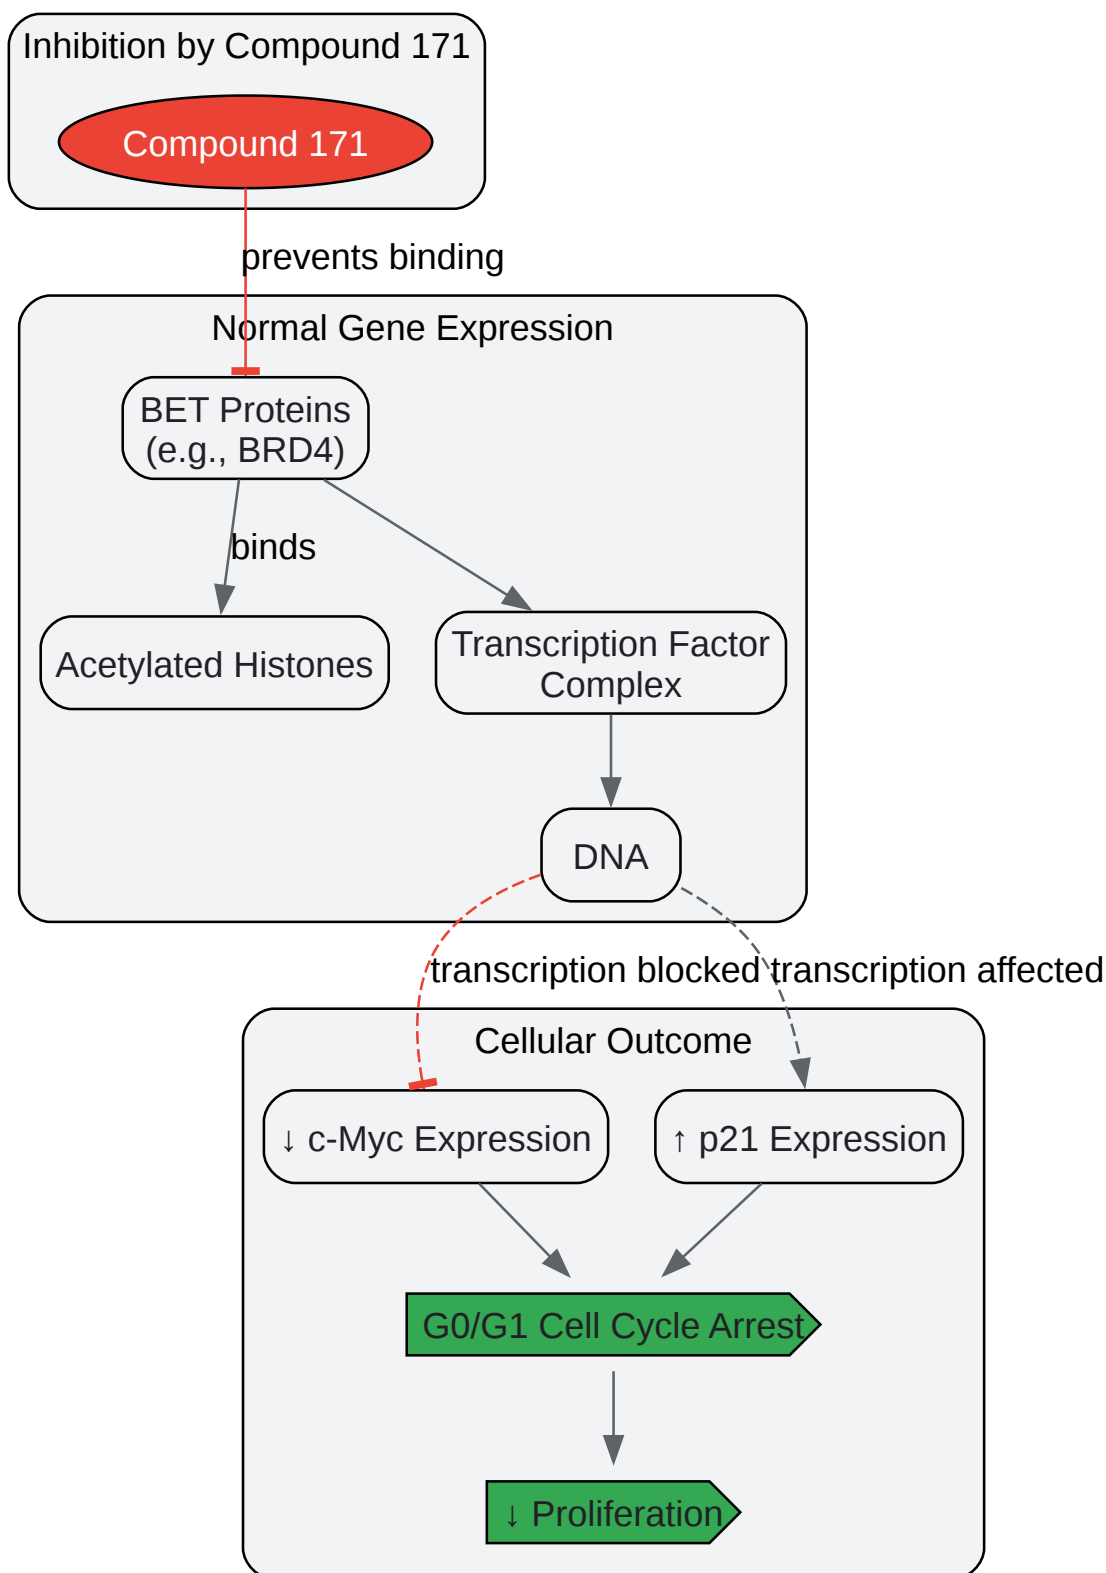 Inhibition by Compound 171
Compound 171
prevents binding
Normal Gene Expression
BET Proteins
(e.g., BRD4)
binds
Acetylated Histones
Transcription Factor
Complex
DNA
transcription blocked
transcription affected
Cellular Outcome
↓ c-Myc Expression
↑ p21 Expression
G0/G1 Cell Cycle Arrest
↓ Proliferation